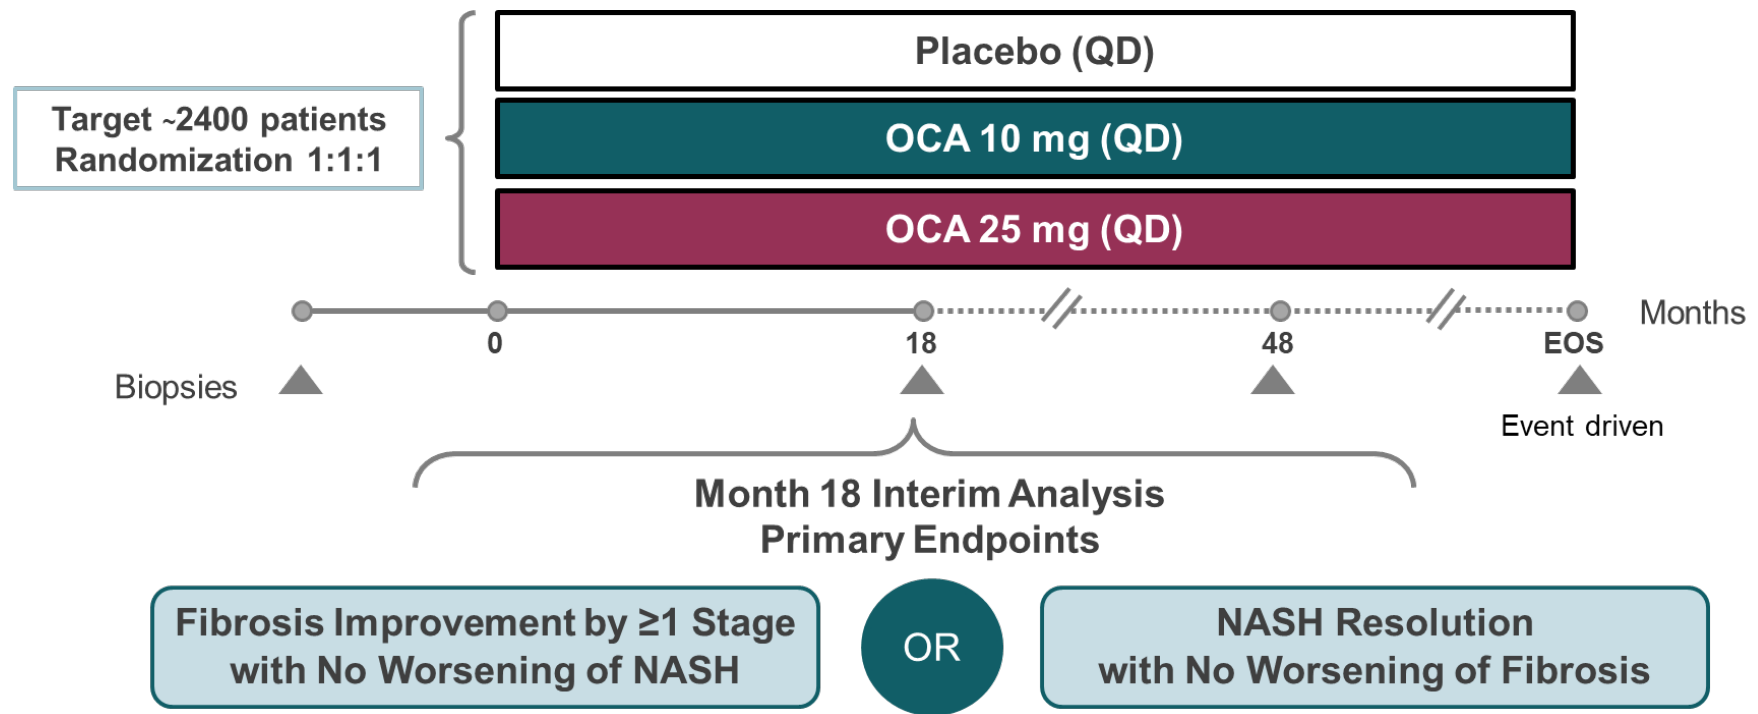 Placebo (QD)
Target ~2400 patients
Randomization 1:1:1
OCA 10 mg (QD)
OCA 25 mg (QD)
Months
0
18
48
EOS
Biopsies
Event driven
Month 18 Interim Analysis
Primary Endpoints
Fibrosis Improvement by ≥1 Stage
with No Worsening of NASH
OR
NASH Resolution
with No Worsening of Fibrosis